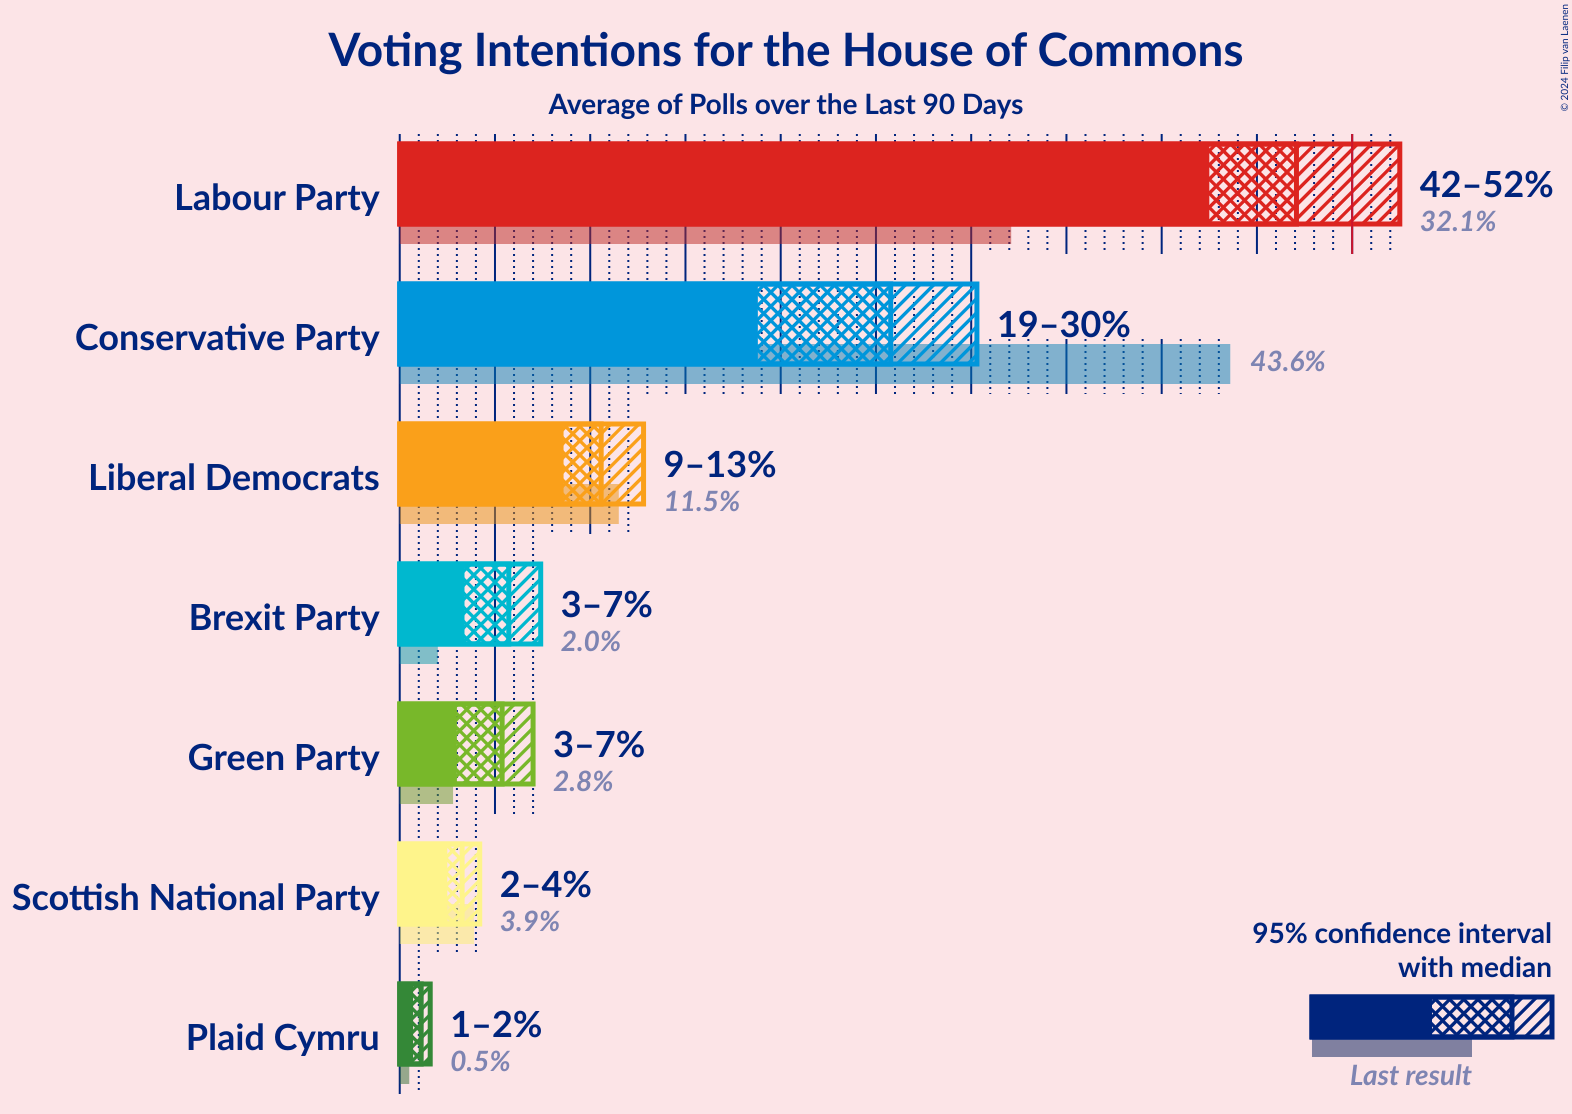 © 2024 Filip van Laenen
Voting Intentions for the House of Commons
Average of Polls over the Last 90 Days
Labour Party
42–52%
32.1%
Conservative Party
19–30%
43.6%
Liberal Democrats
9–13%
11.5%
Brexit Party
3–7%
2.0%
Green Party
3–7%
2.8%
Scottish National Party
2–4%
3.9%
Plaid Cymru
1–2%
0.5%
95% confidence interval
with median
Last result